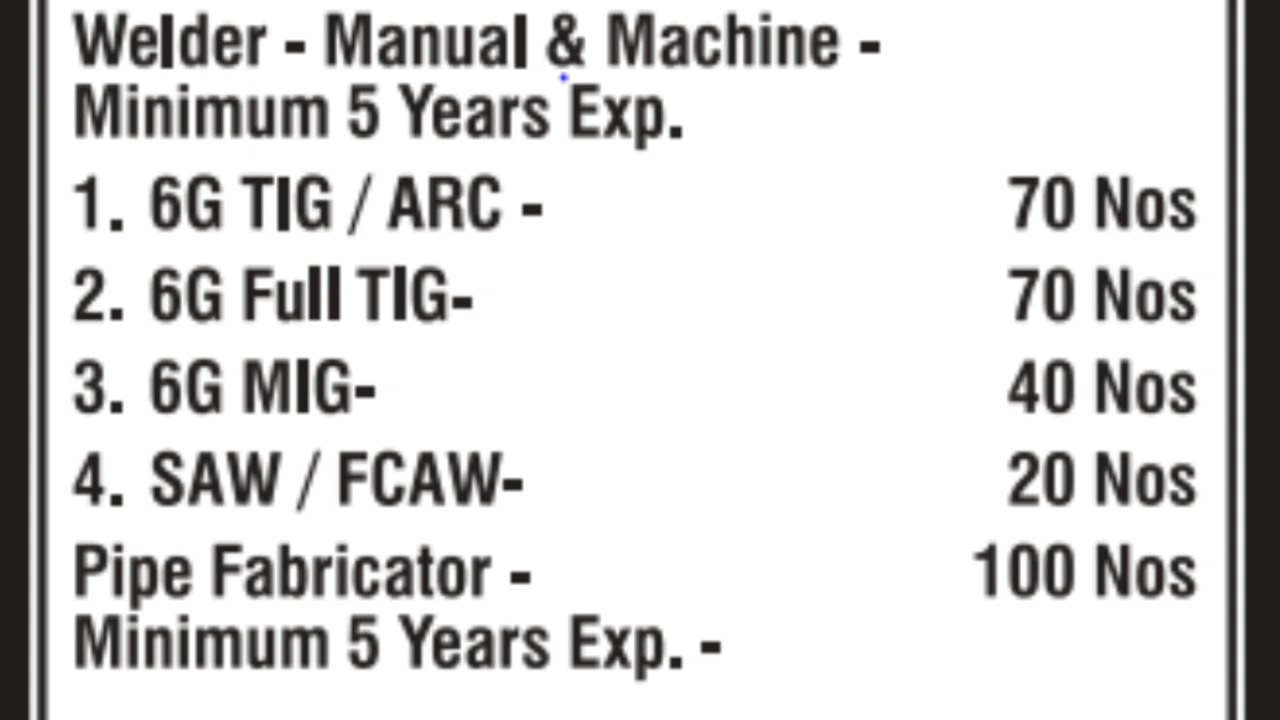 Welder - Manual & Machine -
Minimum 5 Years Exp.
1. 6G TIG / ARC - 70 Nos
2. 6G Full TIG- 70 Nos
3. 6G MIG- 40 Nos
4. SAW / FCAW- 20 Nos
Pipe Fabricator - 100 Nos
Minimum 5 Years Exp. -